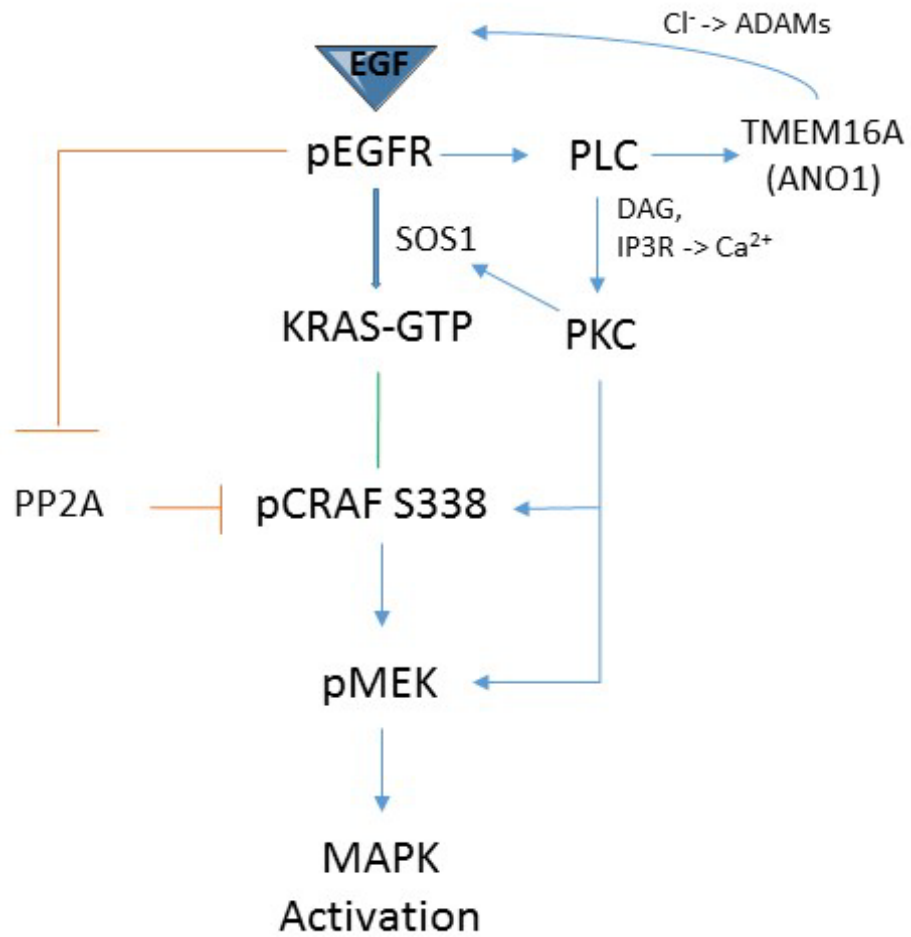 Cl⁻ -> ADAMs
EGF
pEGFR
PLC
TMEM16A
(ANO1)
SOS1
DAG,
IP3R -> Ca²⁺
KRAS-GTP
PKC
PP2A
pCRAF S338
pMEK
MAPK
Activation